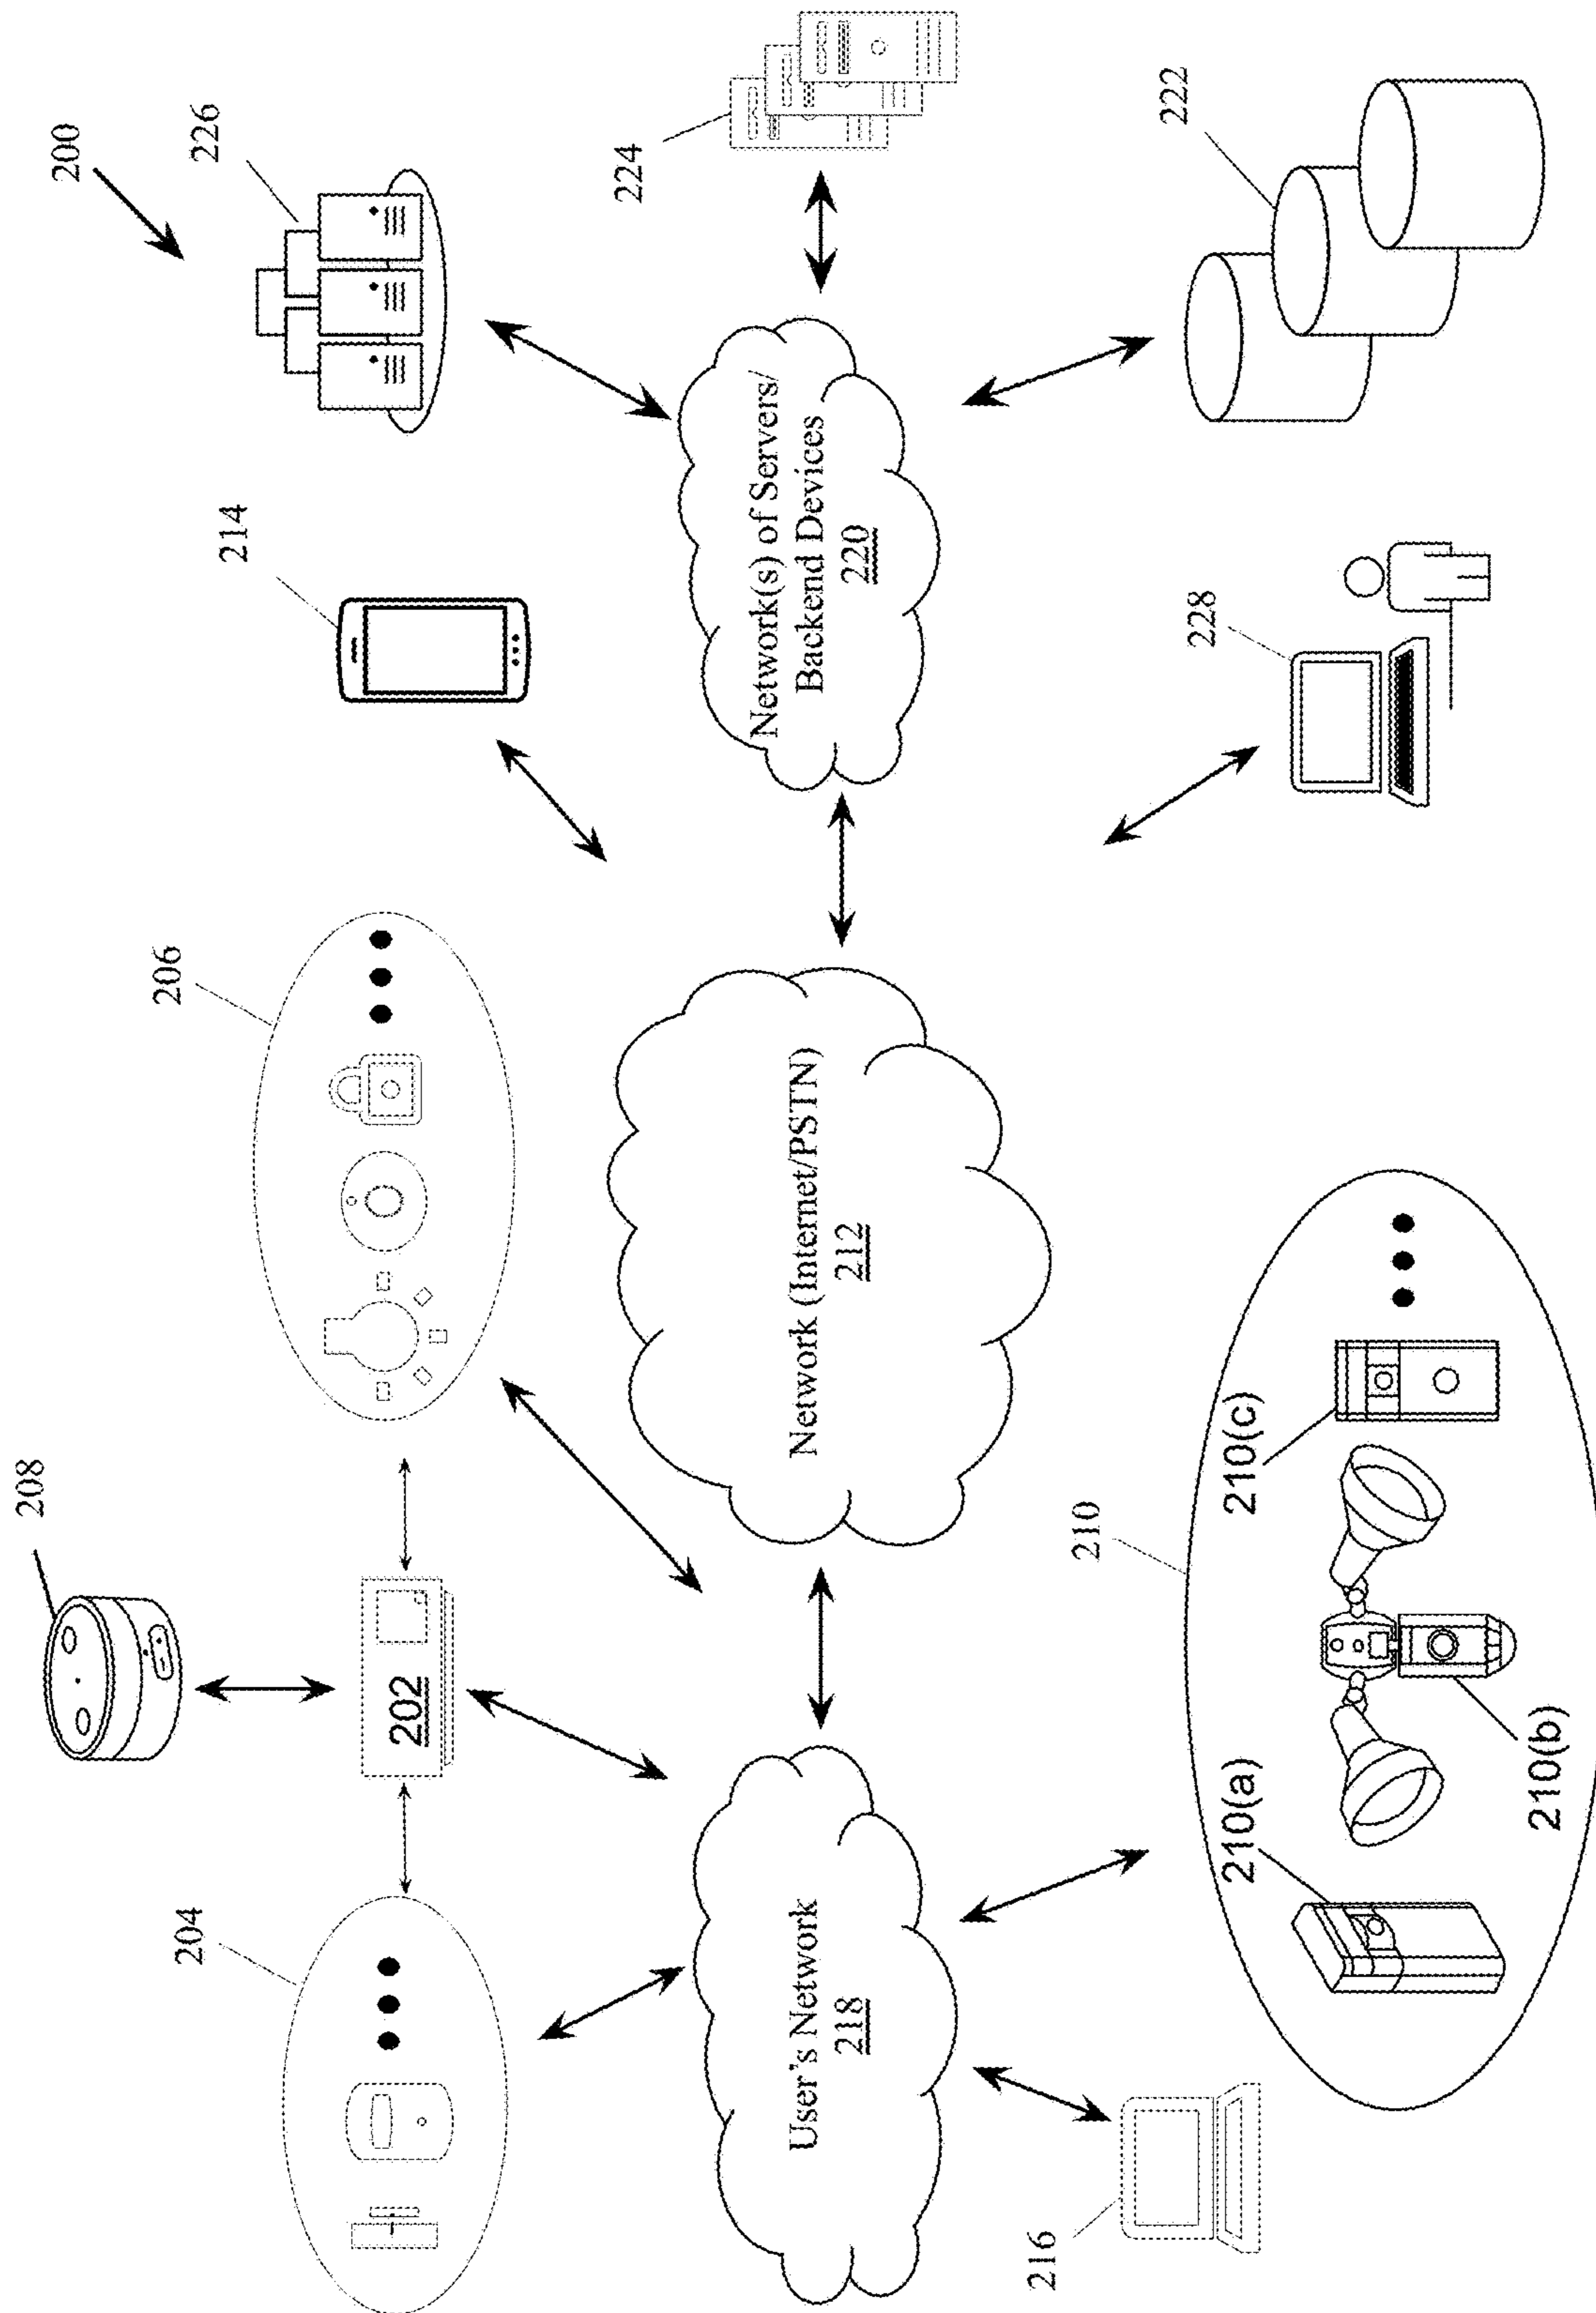 200
208
202
204
206
214
226
224
User's Network
218
Network (Internet/PSTN)
212
Network(s) of Servers/
Backend Devices
220
216
210
210(a)
210(b)
210(c)
228
222